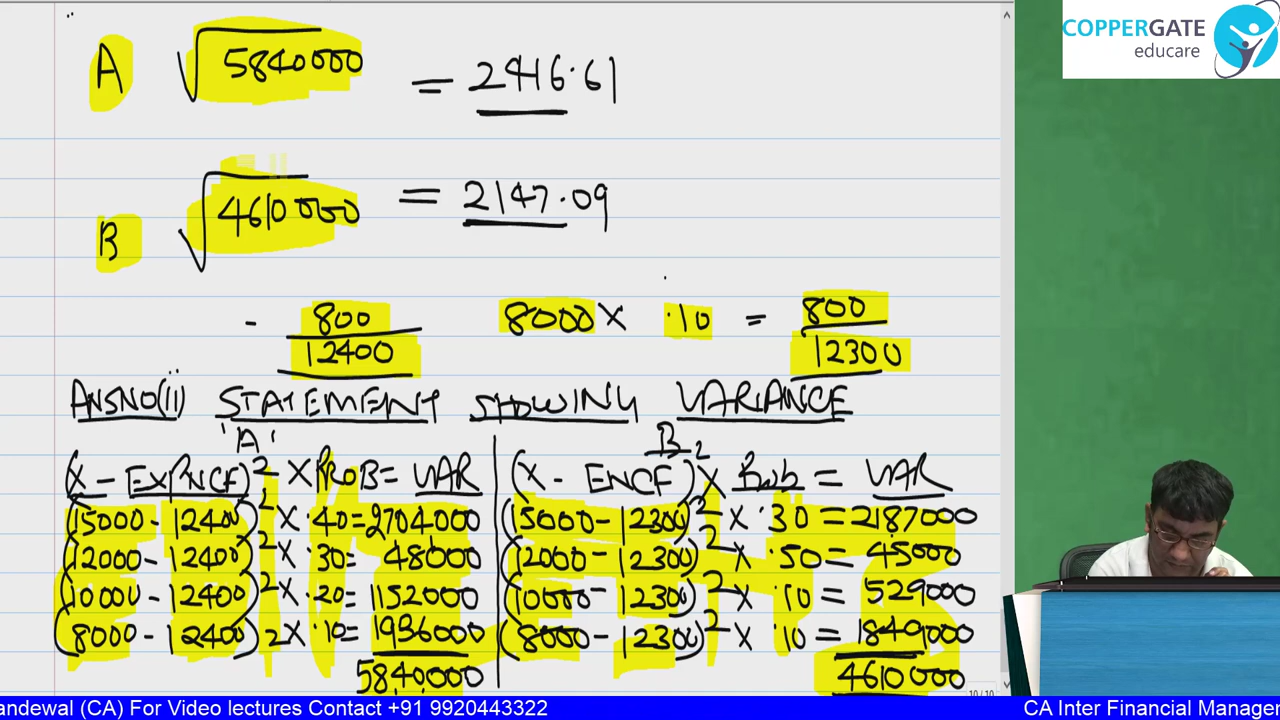 COPPERGATE
educare
A √5840000 = 2416.61
B √4610000 = 2147.09
- 800 8000 X .10 = 800
12400 12300
ANSNO(ii) STATEMENT SHOWING VARIANCE
'A' B
(X - EXPNCF)² X PROB = VAR (X - ENCF)² X Prob = VAR
(15000 - 12400)² X .40 = 2704000 (15000 - 12300)² X .30 = 2187000
(12000 - 12400)² X .30 = 48000 (12000 - 12300)² X .50 = 45000
(10000 - 12400)² X .20 = 1152000 (10000 - 12300)² X .10 = 529000
(8000 - 12400)² X .10 = 1936000 (8000 - 12300)² X .10 = 1849000
5840000 4610000
10 / 10
andewal (CA) For Video lectures Contact +91 9920443322 CA Inter Financial Manager